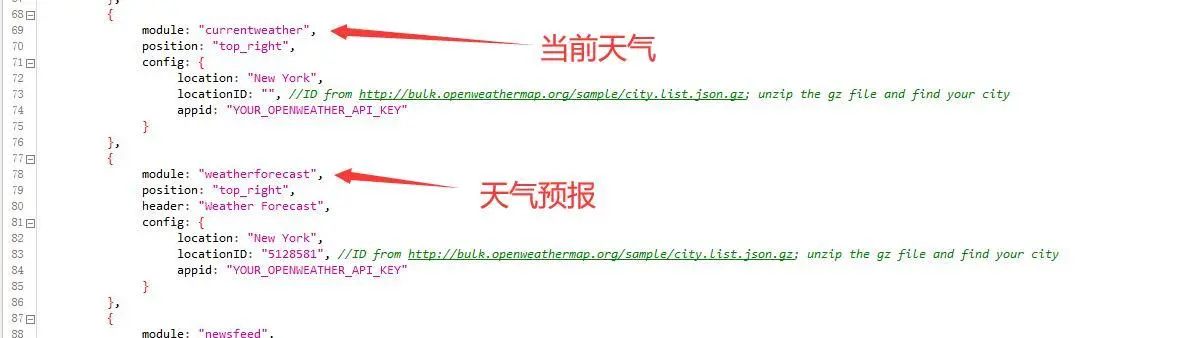 68 {
69 module: "currentweather",
当前天气
70 position: "top_right",
71 config: {
72 location: "New York",
73 locationID: "", //ID from http://bulk.openweathermap.org/sample/city.list.json.gz; unzip the gz file and find your city
74 appid: "YOUR_OPENWEATHER_API_KEY"
75 }
76 },
77 {
78 module: "weatherforecast",
天气预报
79 position: "top_right",
80 header: "Weather Forecast",
81 config: {
82 location: "New York",
83 locationID: "5128581", //ID from http://bulk.openweathermap.org/sample/city.list.json.gz; unzip the gz file and find your city
84 appid: "YOUR_OPENWEATHER_API_KEY"
85 }
86 },
87 {
88 module: "newsfeed",